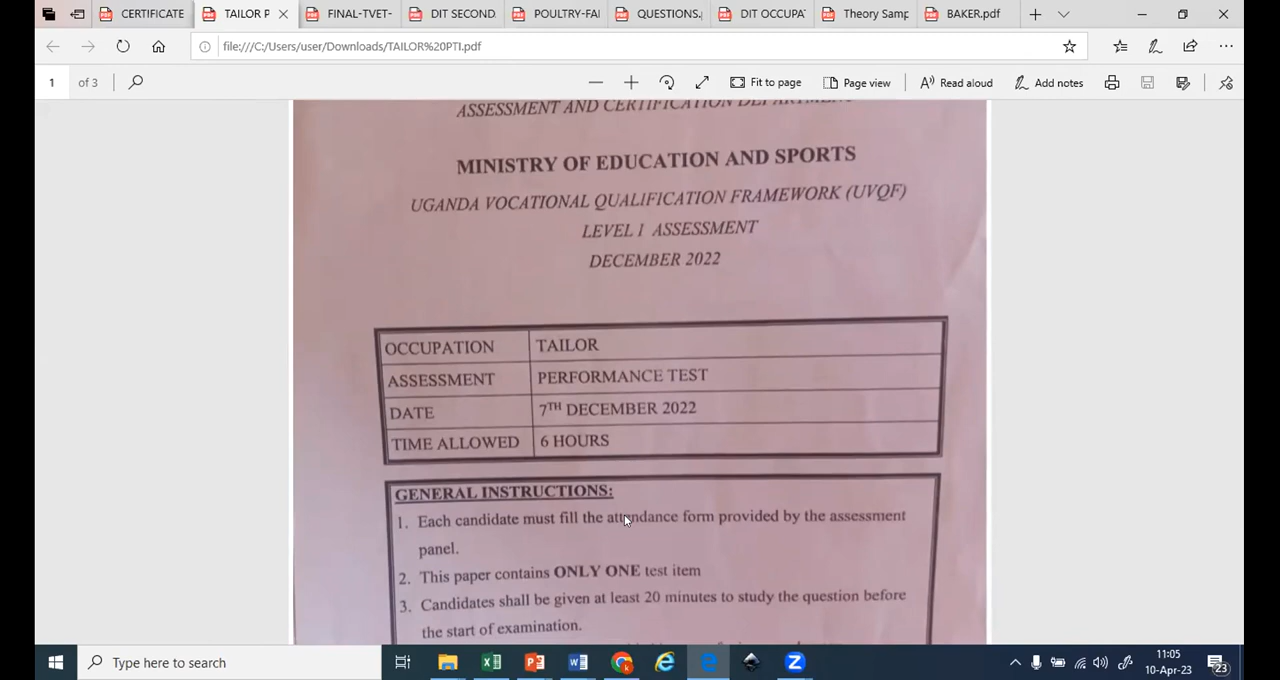 CERTIFICATE
TAILOR P
FINAL-TVET-
DIT SECOND
POULTRY-FAI
QUESTIONS.
DIT OCCUPA
Theory Samp
BAKER.pdf
file:///C:/Users/user/Downloads/TAILOR%20PTI.pdf
1 of 3
Fit to page
Page view
Read aloud
Add notes
ASSESSMENT AND CERTIFICATION DEPARTMENT
MINISTRY OF EDUCATION AND SPORTS
UGANDA VOCATIONAL QUALIFICATION FRAMEWORK (UVQF)
LEVEL I ASSESSMENT
DECEMBER 2022
OCCUPATION TAILOR
ASSESSMENT PERFORMANCE TEST
DATE 7TH DECEMBER 2022
TIME ALLOWED 6 HOURS
GENERAL INSTRUCTIONS:
1. Each candidate must fill the attendance form provided by the assessment
panel.
2. This paper contains ONLY ONE test item
3. Candidates shall be given at least 20 minutes to study the question before
the start of examination.
Type here to search
11:05
10-Apr-23
23